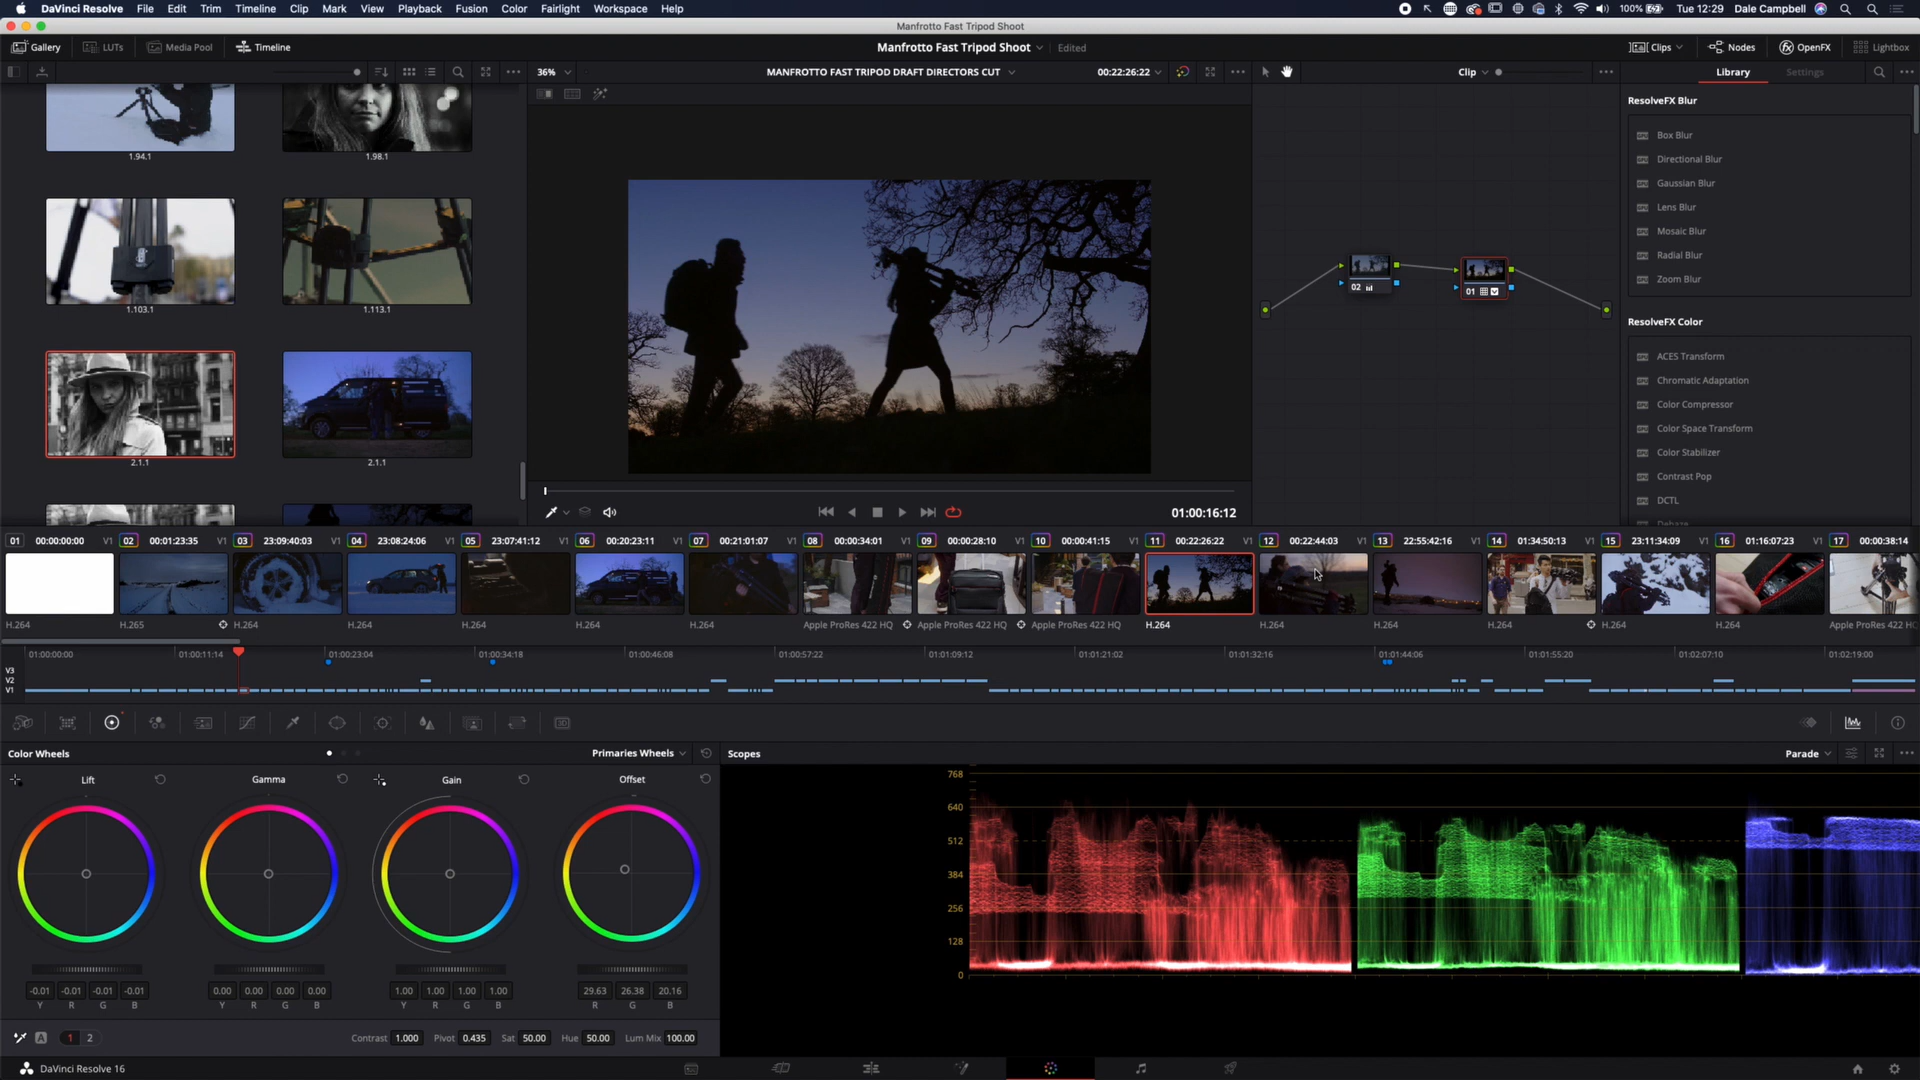 DaVinci Resolve File Edit Trim Timeline Clip Mark View Playback Fusion Color Fairlight Workspace Help 100% Tue 12:29 Dale Campbell
Manfrotto Fast Tripod Shoot
Gallery LUTs Media Pool Timeline Manfrotto Fast Tripod Shoot Edited Clips Nodes OpenFX Lightbox
36% MANFROTTO FAST TRIPOD DRAFT DIRECTORS CUT 00:22:26:22 Clip Library Settings
ResolveFX Blur
Box Blur
Directional Blur
Gaussian Blur
Lens Blur
Mosaic Blur
Radial Blur
Zoom Blur
ResolveFX Color
ACES Transform
Chromatic Adaptation
Color Compressor
Color Space Transform
Color Stabilizer
Contrast Pop
DCTL
1.94.1 1.98.1
1.103.1 1.113.1
2.1.1 2.1.1
02 01
01:00:16:12
01 00:00:00:00 V1 02 00:01:23:35 V1 03 23:09:40:03 V1 04 23:08:24:06 V1 05 23:07:41:12 V1 06 00:20:23:11 V1 07 00:21:01:07 V1 08 00:00:34:01 V1 09 00:00:28:10 V1 10 00:00:41:15 V1 11 00:22:26:22 V1 12 00:22:44:03 V1 13 22:55:42:16 V1 14 01:34:50:13 V1 15 23:11:34:09 V1 16 01:16:07:23 V1 17 00:00:38:14
H.264 H.265 H.264 H.264 H.264 H.264 H.264 Apple ProRes 422 HQ Apple ProRes 422 HQ Apple ProRes 422 HQ H.264 H.264 H.264 H.264 H.264 H.264 Apple ProRes 422 HQ
01:00:00:00 01:00:11:14 01:00:23:04 01:00:34:18 01:00:46:08 01:00:57:22 01:01:09:12 01:01:21:02 01:01:32:16 01:01:44:06 01:01:55:20 01:02:07:10 01:02:19:00
V3
V2
V1
Color Wheels Primaries Wheels Scopes Parade
Lift Gamma Gain Offset
768
640
512
384
256
128
0
-0.01 -0.01 -0.01 -0.01 0.00 0.00 0.00 0.00 1.00 1.00 1.00 1.00 29.63 26.38 20.16
Y R G B Y R G B Y R G B R G B
A 1 2 Contrast 1.000 Pivot 0.435 Sat 50.00 Hue 50.00 Lum Mix 100.00
DaVinci Resolve 16